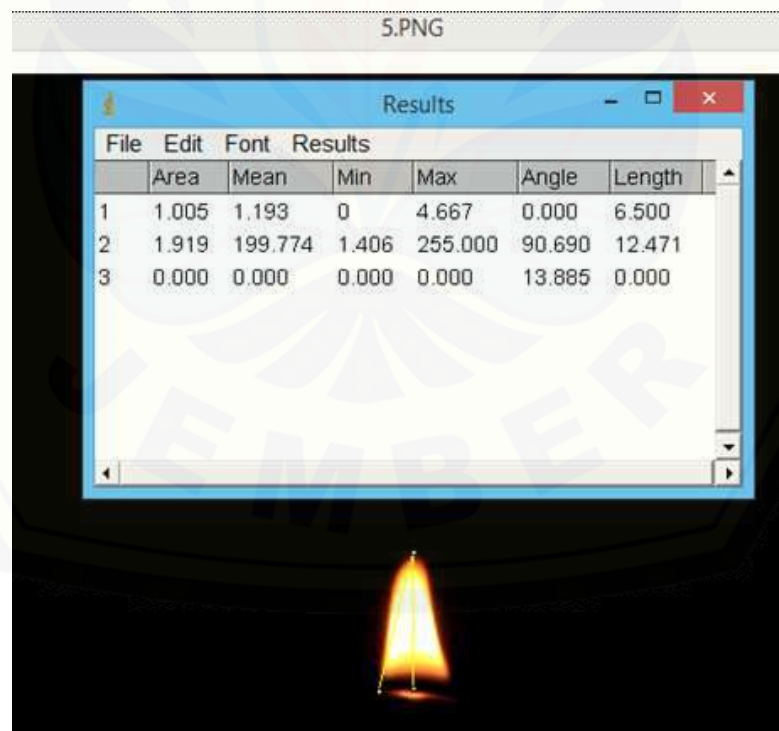 5.PNG
Results
File Edit Font Results
Area Mean Min Max Angle Length
1 1.005 1.193 0 4.667 0.000 6.500
2 1.919 199.774 1.406 255.000 90.690 12.471
3 0.000 0.000 0.000 0.000 13.885 0.000
JEMBER